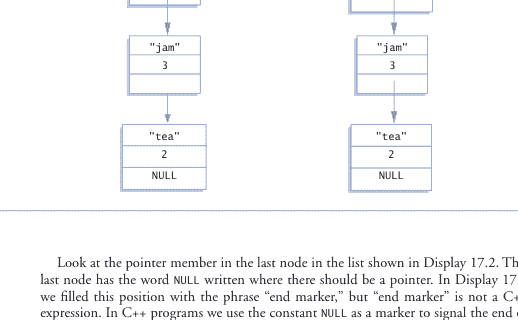 "jam" "jam"
3 3
"tea" "tea"
2 2
NULL NULL
Look at the pointer member in the last node in the list shown in Display 17.2.
last node has the word NULL written where there should be a pointer. In Display
we filled this position with the phrase “end marker,” but “end marker” is not a
expression. In C++ programs we use the constant NULL as a marker to signal the end